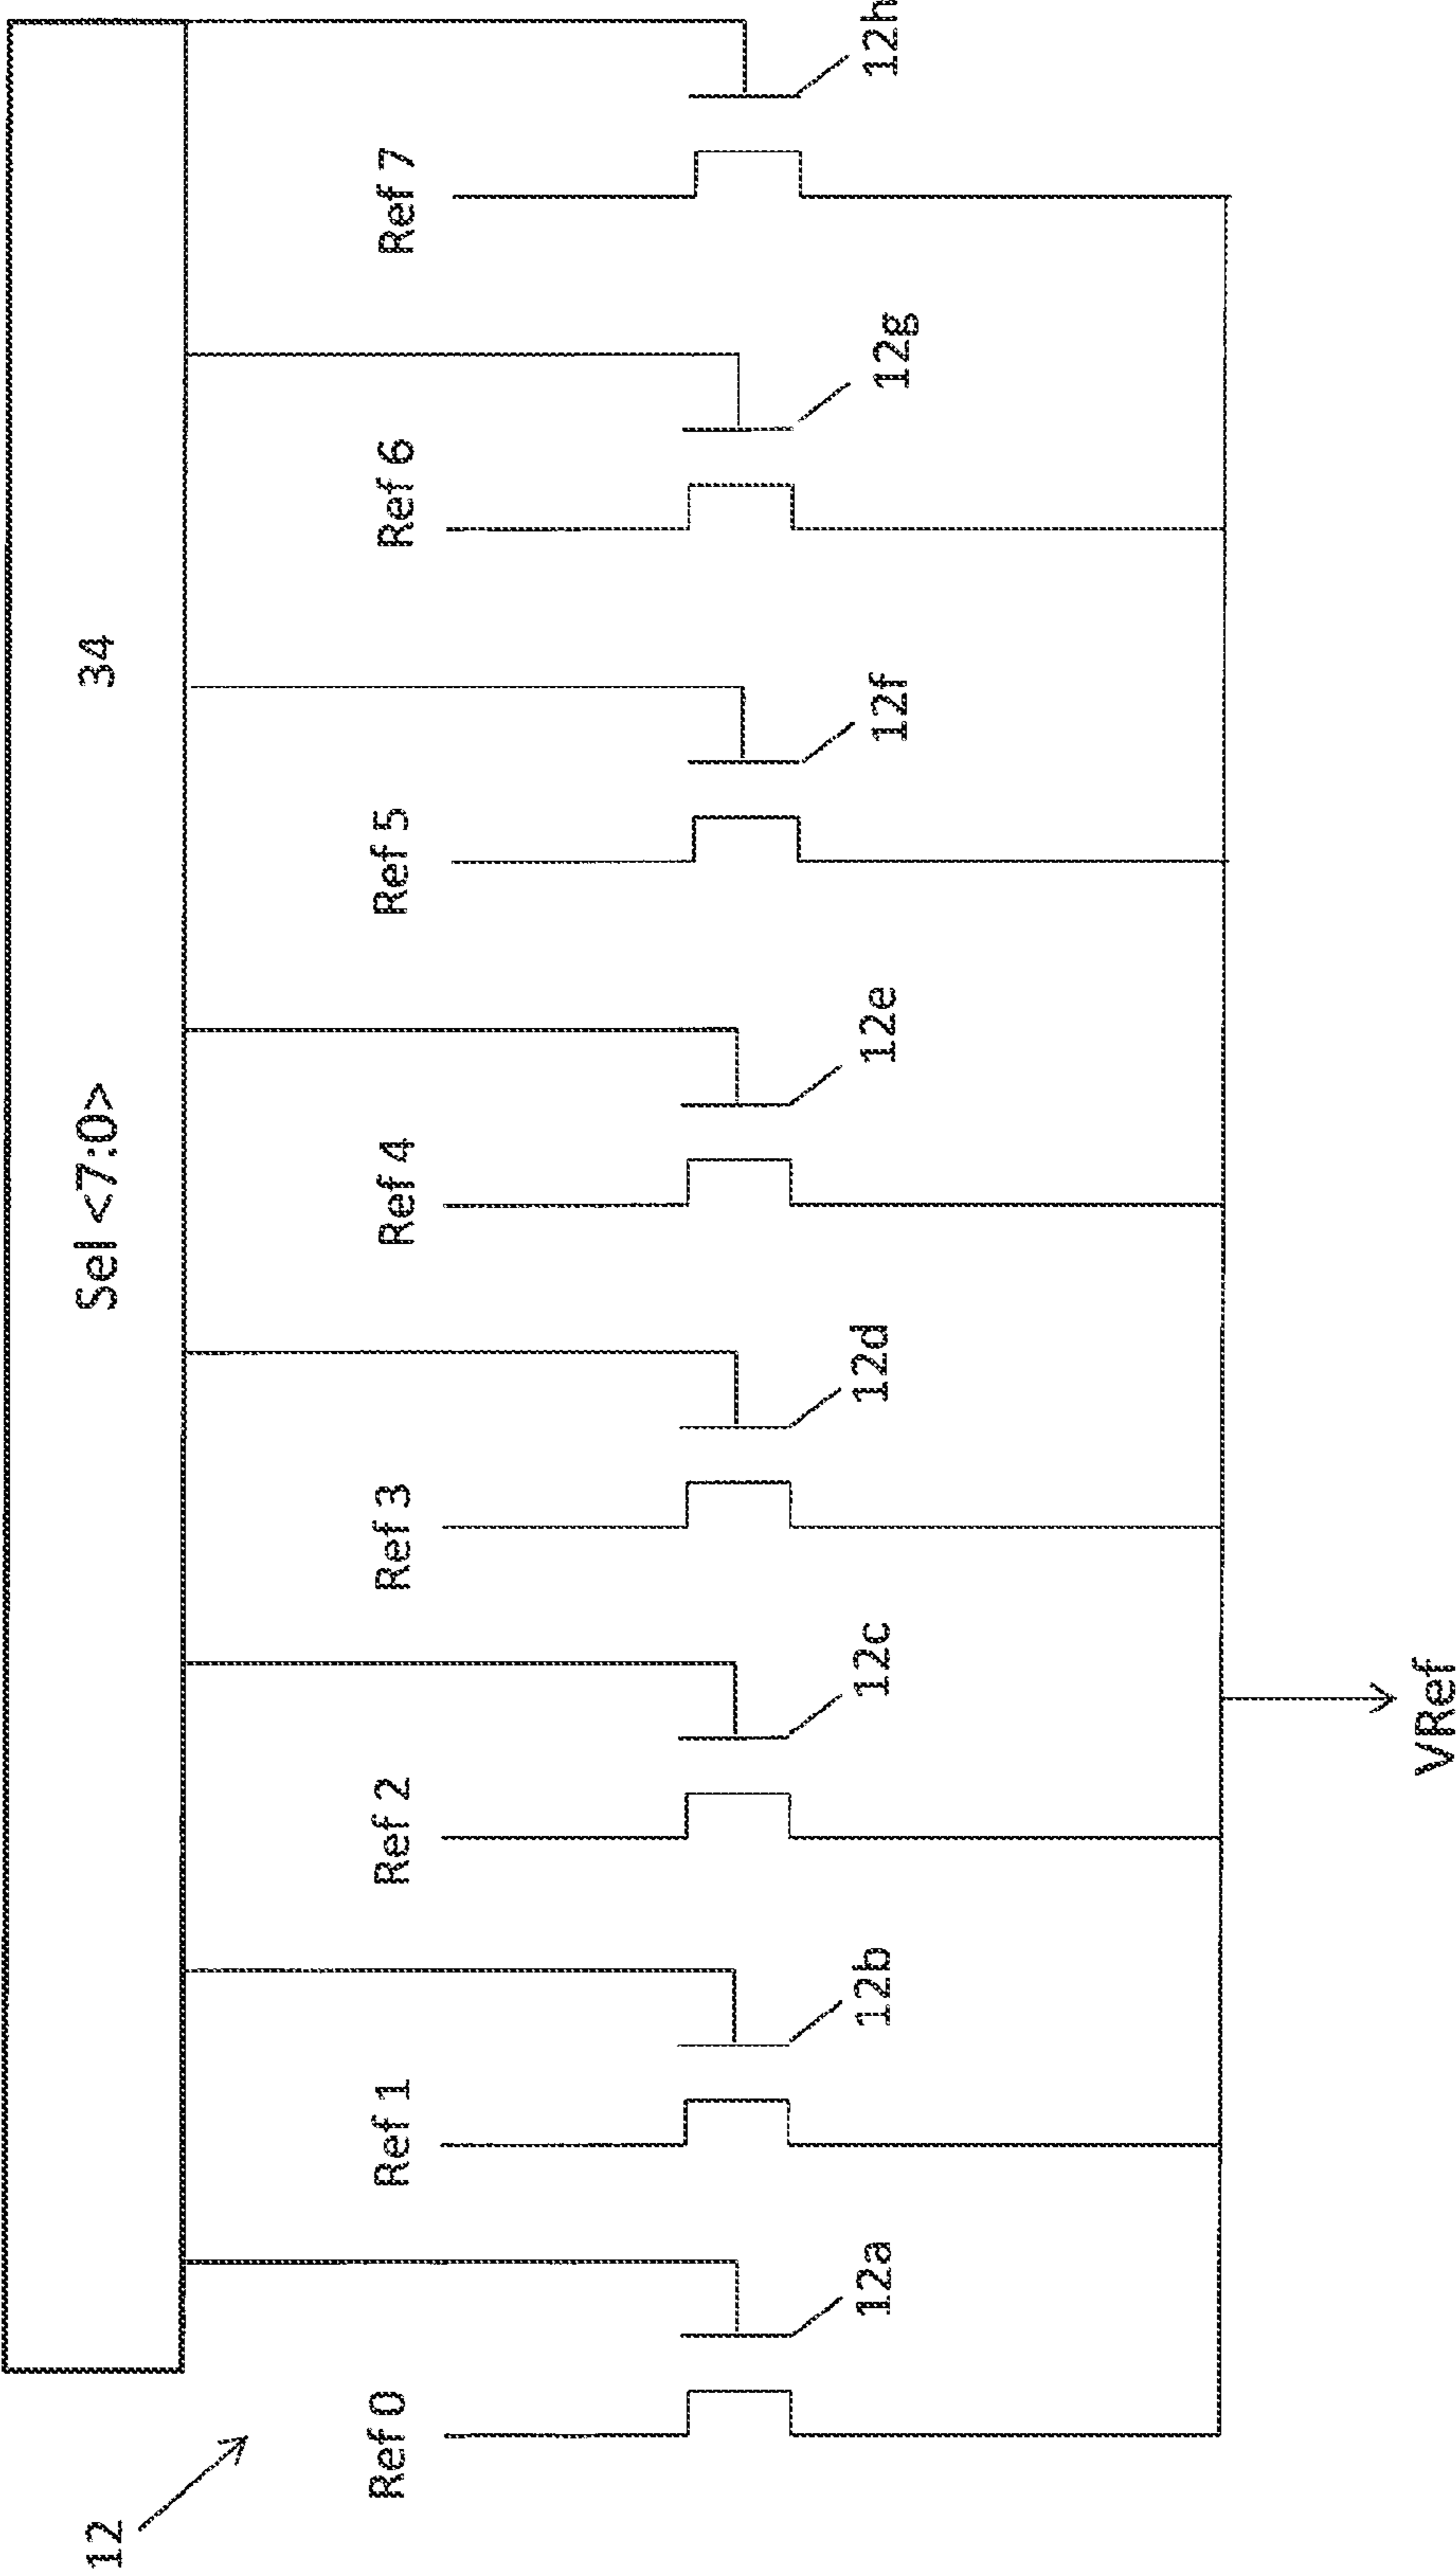 12
Sel <7:0>
34
Ref 0
Ref 1
Ref 2
Ref 3
Ref 4
Ref 5
Ref 6
Ref 7
12a
12b
12c
12d
12e
12f
12g
12h
VRef